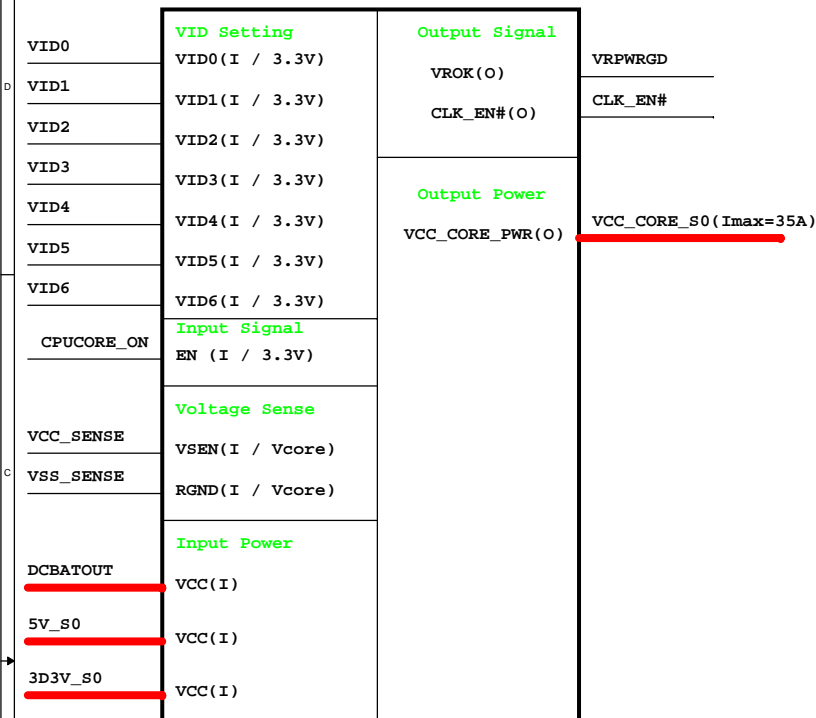 VID0
VID1
VID2
VID3
VID4
VID5
VID6
CPUCORE_ON
VCC_SENSE
VSS_SENSE
DCBATOUT
5V_S0
3D3V_S0
D
C
VID Setting
VID0(I / 3.3V)
VID1(I / 3.3V)
VID2(I / 3.3V)
VID3(I / 3.3V)
VID4(I / 3.3V)
VID5(I / 3.3V)
VID6(I / 3.3V)
Input Signal
EN (I / 3.3V)
Voltage Sense
VSEN(I / Vcore)
RGND(I / Vcore)
Input Power
VCC(I)
VCC(I)
VCC(I)
Output Signal
VROK(O)
CLK_EN#(O)
Output Power
VCC_CORE_PWR(O)
VRPWRGD
CLK_EN#
VCC_CORE_S0(Imax=35A)